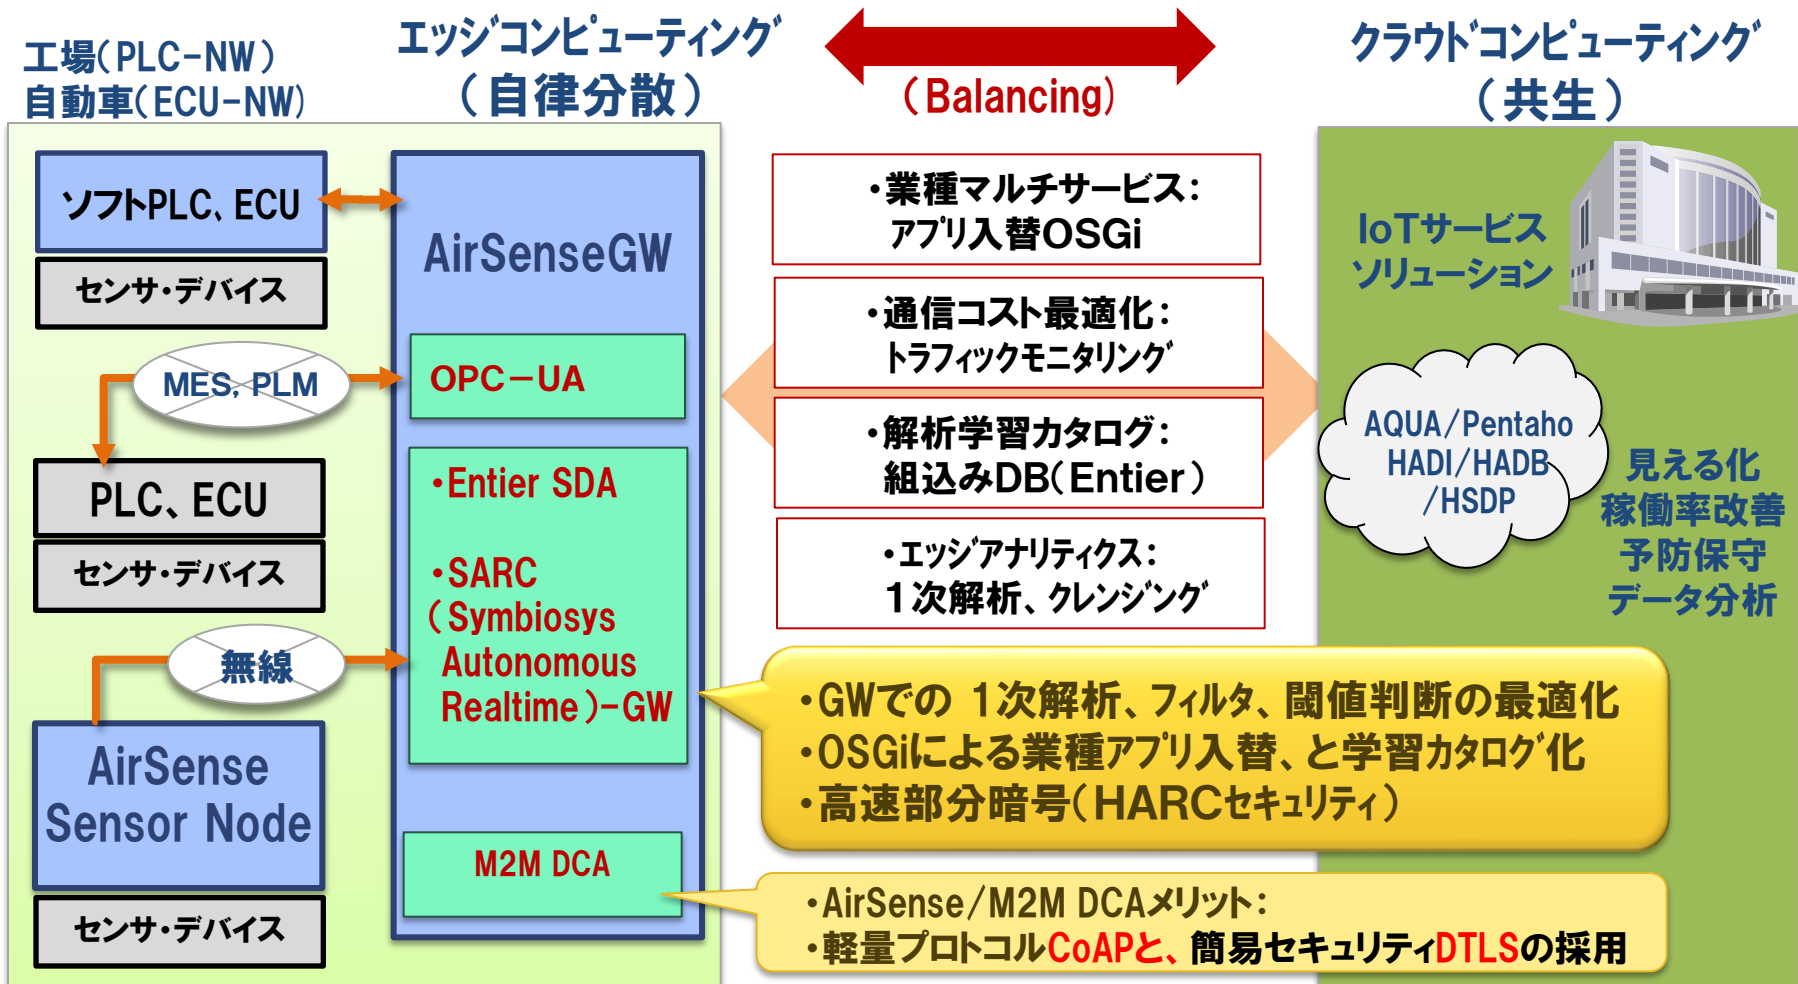 工場(PLC-NW)
自動車(ECU-NW)
エッジコンピューティング
(自律分散)
(Balancing)
クラウドコンピューティング
(共生)
ソフトPLC、ECU
センサ・デバイス
MES, PLM
PLC、ECU
センサ・デバイス
無線
AirSense
Sensor Node
センサ・デバイス
AirSenseGW
OPC-UA
・Entier SDA
・SARC
(Symbiosys
Autonomous
Realtime)-GW
M2M DCA
・業種マルチサービス:
アプリ入替OSGi
・通信コスト最適化:
トラフィックモニタリング
・解析学習カタログ:
組込みDB(Entier)
・エッジアナリティクス:
1次解析、クレンジング
IoTサービス
ソリューション
AQUA/Pentaho
HADI/HADB
/HSDP
見える化
稼働率改善
予防保守
データ分析
・GWでの 1次解析、フィルタ、閾値判断の最適化
・OSGiによる業種アプリ入替、と学習カタログ化
・高速部分暗号(HARCセキュリティ)
・AirSense/M2M DCAメリット:
・軽量プロトコルCoAPと、簡易セキュリティDTLSの採用